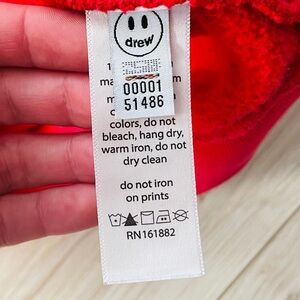 drew
00001
51486
colors, do not
bleach, hang dry,
warm iron, do not
dry clean
do not iron
on prints
RN161882